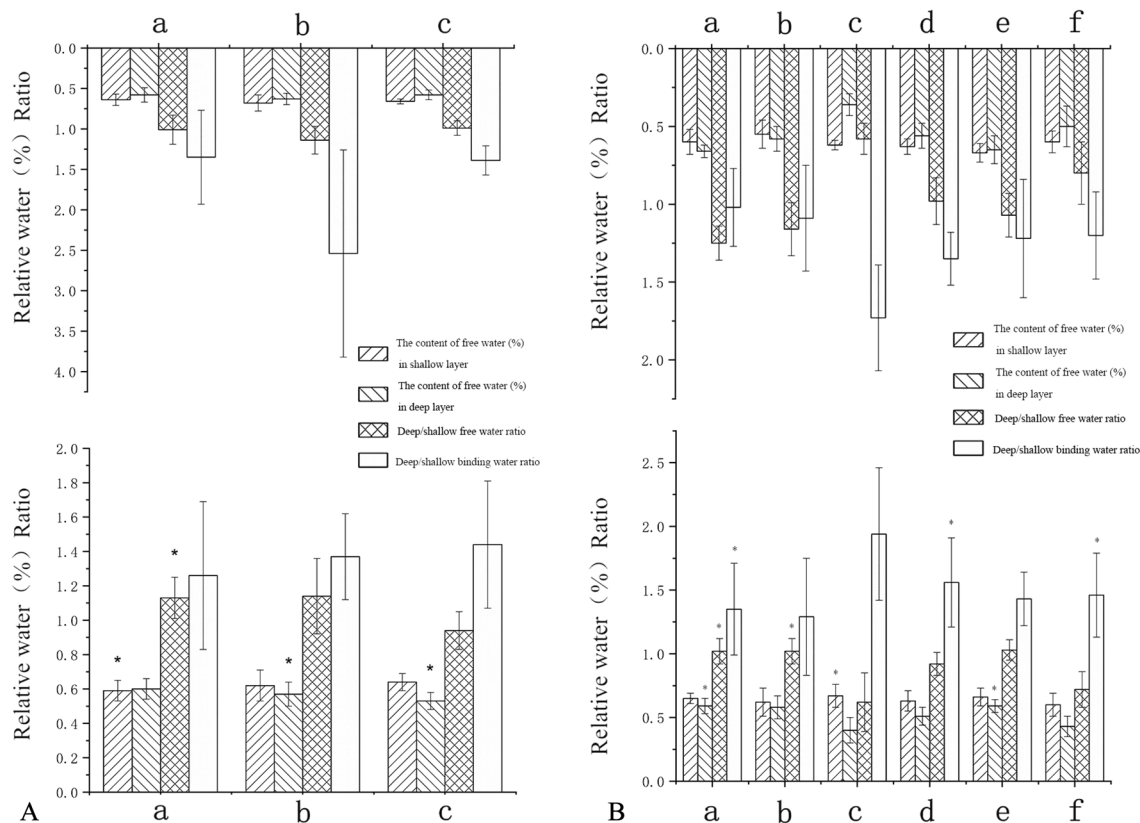 a b c
0.0
0.5
1.0
1.5
2.0
2.5
3.0
3.5
4.0
Relative water (%) Ratio
The content of free water (%)
in shallow layer
The content of free water (%)
in deep layer
Deep/shallow free water ratio
Deep/shallow binding water ratio
2.0
1.8
1.6
1.4
1.2
1.0
0.8
0.6
0.4
0.2
0.0
Relative water (%) Ratio
* * * *
a b c
A
a b c d e f
0.0
0.5
1.0
1.5
2.0
Relative water (%) Ratio
The content of free water (%)
in shallow layer
The content of free water (%)
in deep layer
Deep/shallow free water ratio
Deep/shallow binding water ratio
2.5
2.0
1.5
1.0
0.5
0.0
Relative water (%) Ratio
* * * * * * * *
a b c d e f
B